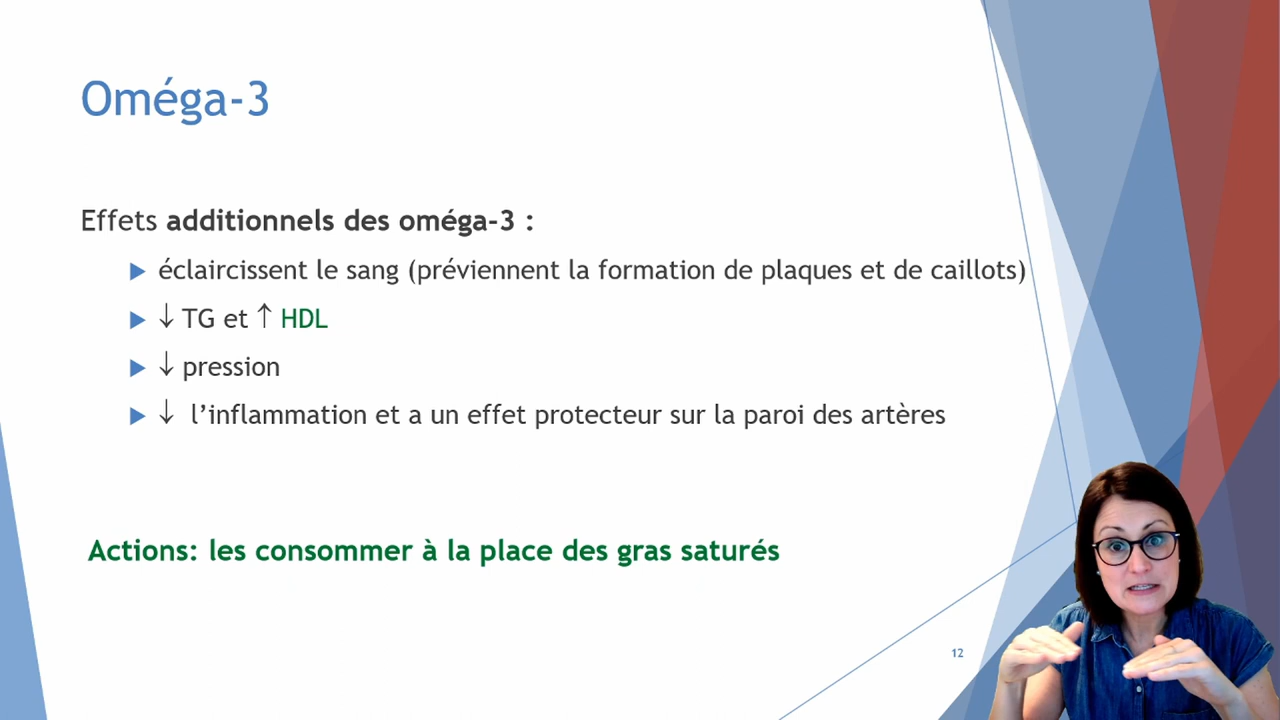 Oméga-3
Effets additionnels des oméga-3 :
éclaircissent le sang (préviennent la formation de plaques et de caillots)
↓ TG et ↑ HDL
↓ pression
↓ l’inflammation et a un effet protecteur sur la paroi des artères
Actions: les consommer à la place des gras saturés
12